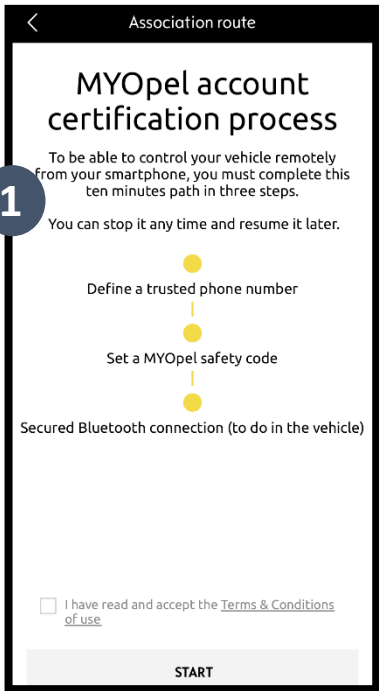 Association route
MYOpel account
certification process
To be able to control your vehicle remotely
from your smartphone, you must complete this
ten minutes path in three steps.
1
You can stop it any time and resume it later.
Define a trusted phone number
Set a MYOpel safety code
Secured Bluetooth connection (to do in the vehicle)
I have read and accept the Terms & Conditions
of use
START